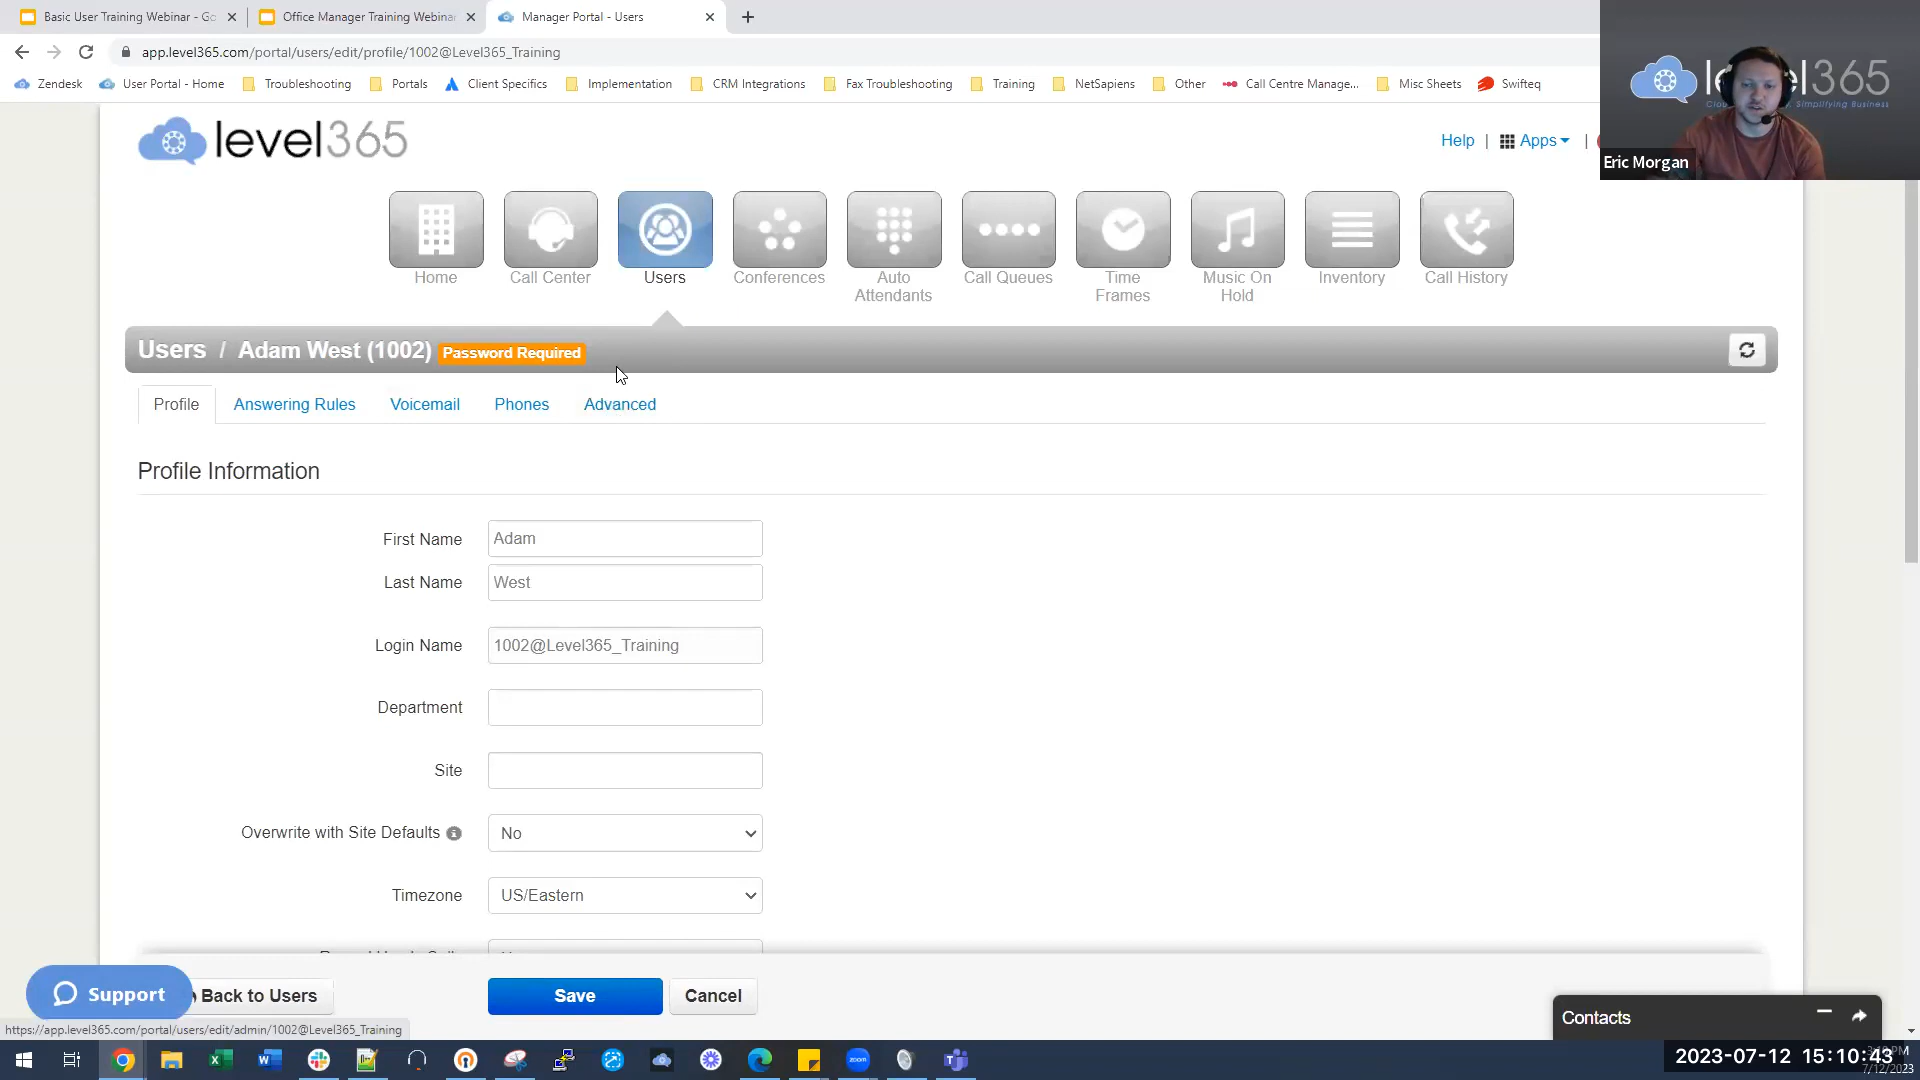 Basic User Training Webinar - Go
Office Manager Training Webinar
Manager Portal - Users
app.level365.com/portal/users/edit/profile/1002@Level365_Training
Zendesk
User Portal - Home
Troubleshooting
Portals
Client Specifics
Implementation
CRM Integrations
Fax Troubleshooting
Training
NetSapiens
Other
Call Centre Manage...
Misc Sheets
Swifteq
level365
Help | Apps |
Eric Morgan
Home
Call Center
Users
Conferences
Auto
Attendants
Call Queues
Time
Frames
Music On
Hold
Inventory
Call History
Users / Adam West (1002) Password Required
Profile
Answering Rules
Voicemail
Phones
Advanced
Profile Information
First Name
Adam
Last Name
West
Login Name
1002@Level365_Training
Department
Site
Overwrite with Site Defaults
No
Timezone
US/Eastern
Support
Back to Users
Save
Cancel
Contacts
https://app.level365.com/portal/users/edit/admin/1002@Level365_Training
2023-07-12 15:10:43
7/12/2023